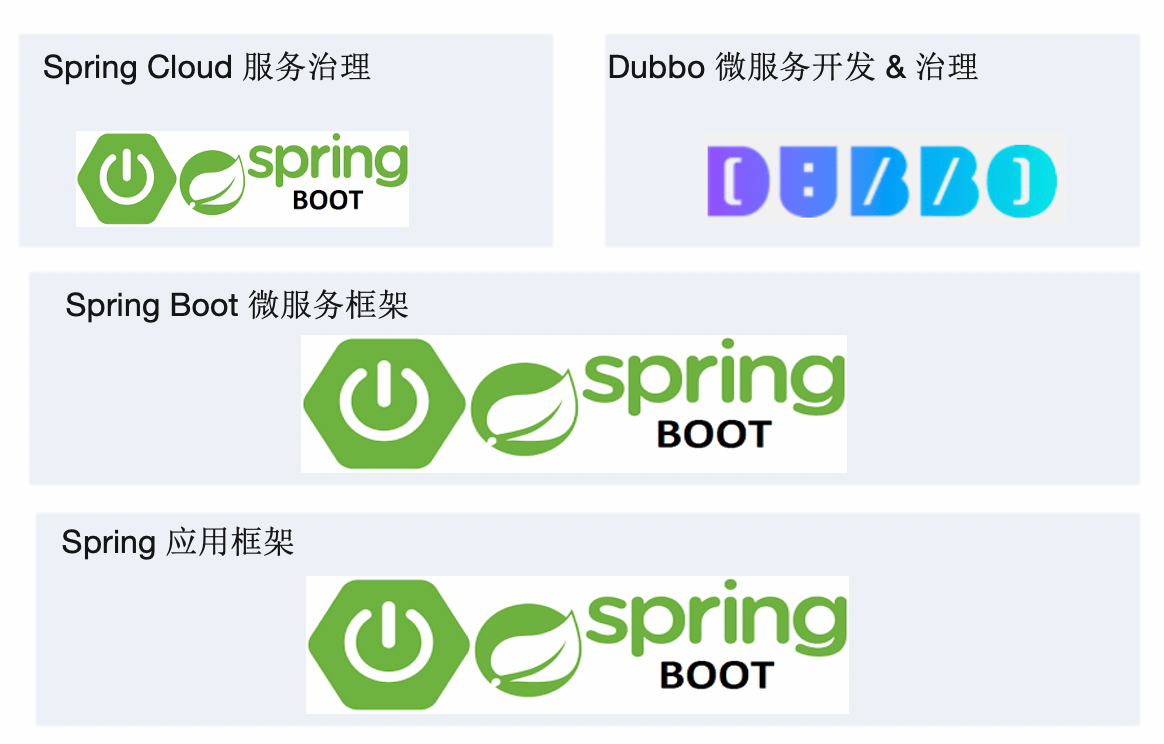 Spring Cloud 服务治理
spring
BOOT
Dubbo 微服务开发 & 治理
[DUBBO]
Spring Boot 微服务框架
spring
BOOT
Spring 应用框架
spring
BOOT